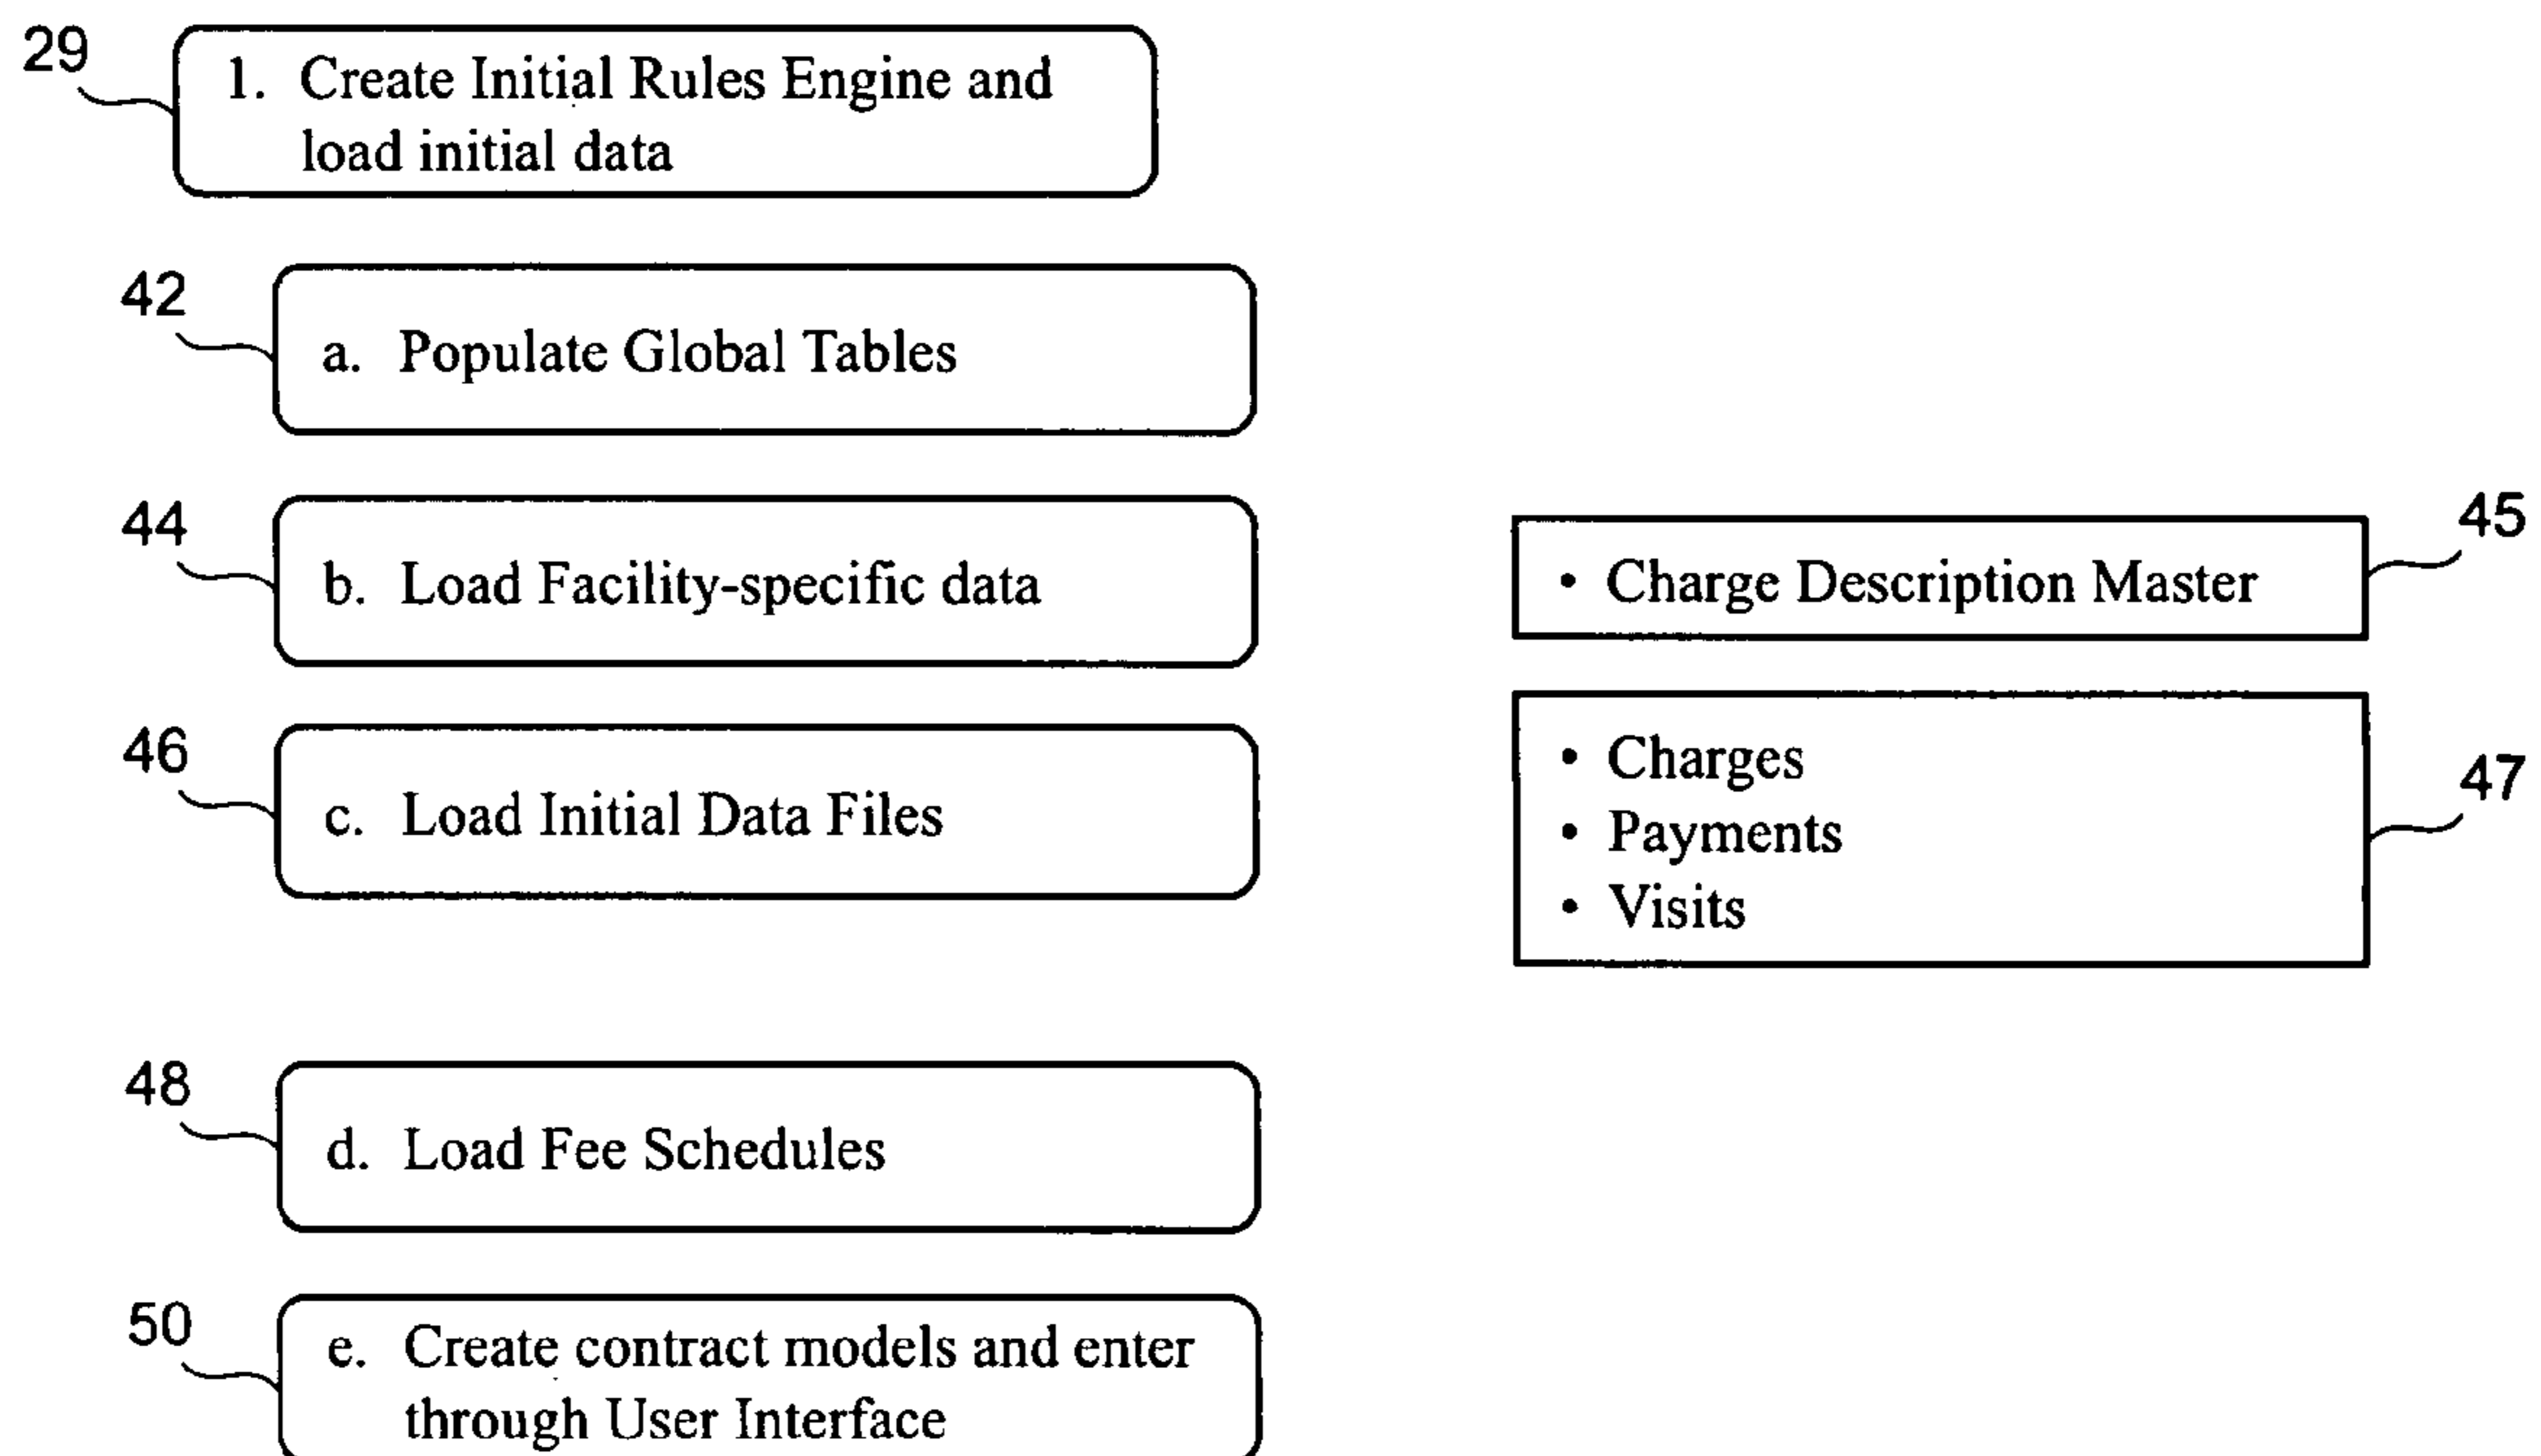 29
1. Create Initial Rules Engine and
load initial data
42
a. Populate Global Tables
44
b. Load Facility-specific data
45
• Charge Description Master
46
c. Load Initial Data Files
47
• Charges
• Payments
• Visits
48
d. Load Fee Schedules
50
e. Create contract models and enter
through User Interface